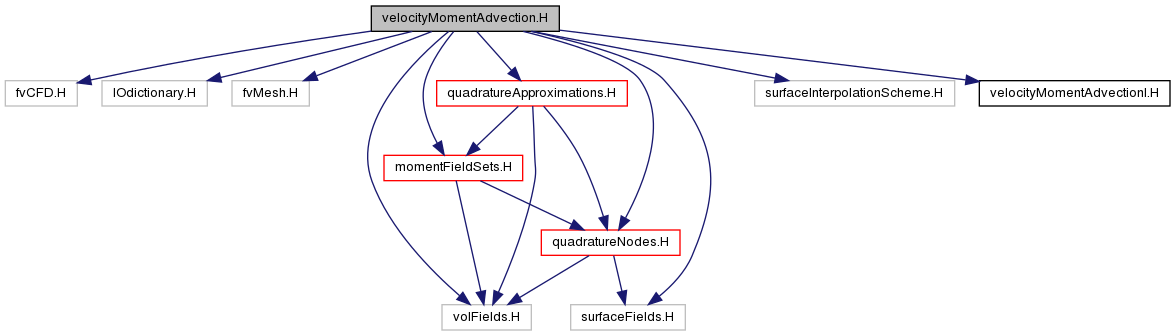 velocityMomentAdvection.H
fvCFD.H
IOdictionary.H
fvMesh.H
quadratureApproximations.H
surfaceInterpolationScheme.H
velocityMomentAdvectionI.H
momentFieldSets.H
quadratureNodes.H
volFields.H
surfaceFields.H